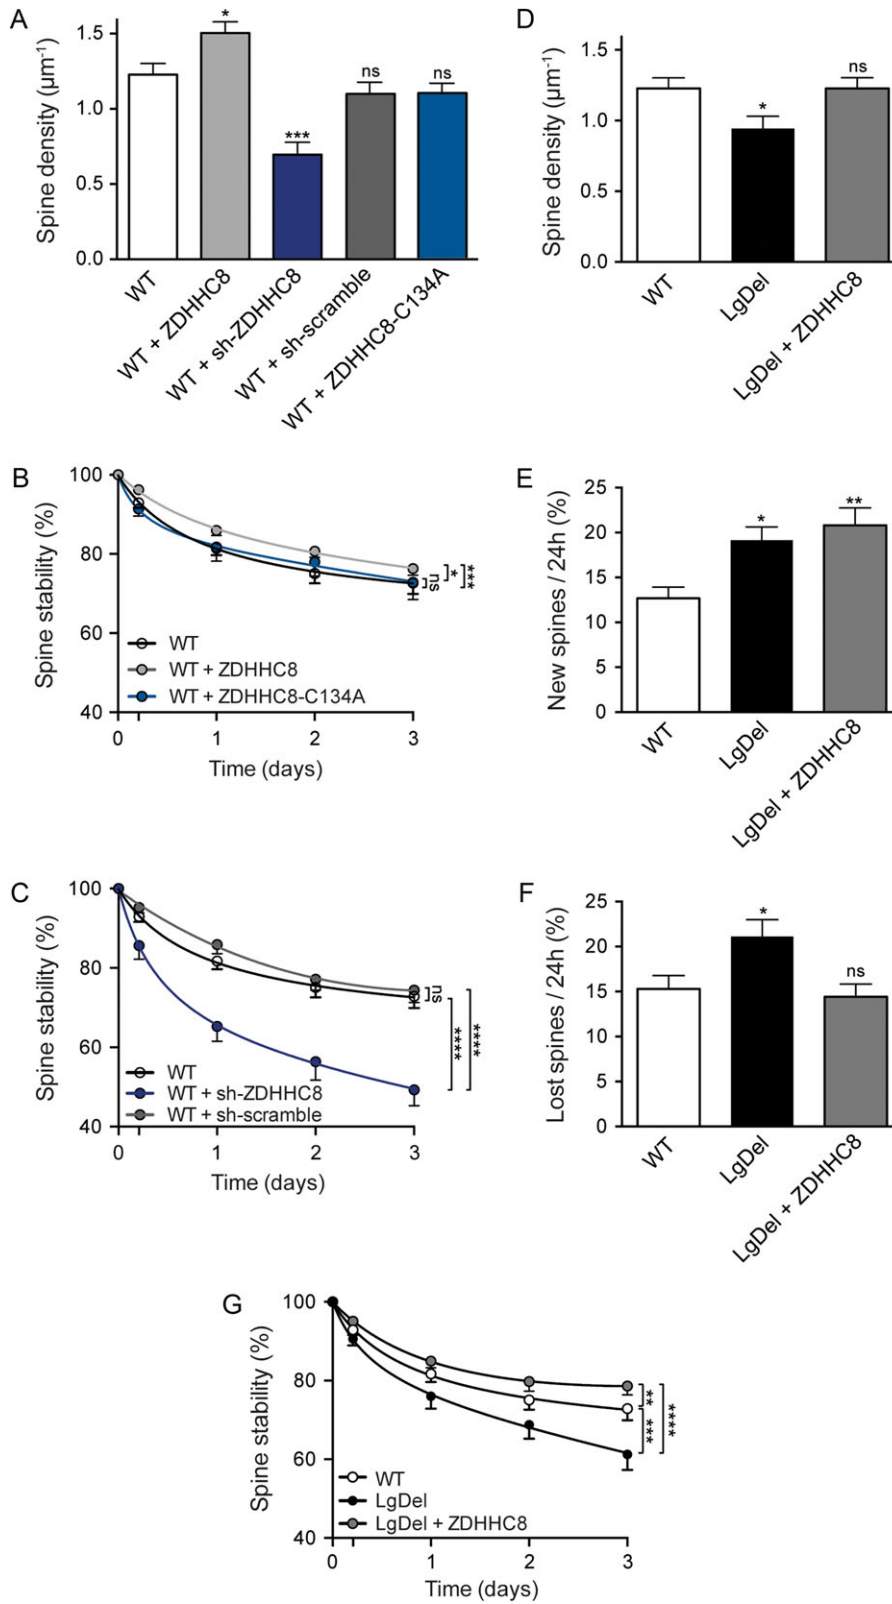 A
Spine density (μm⁻¹)
1.5
1.0
0.5
0.0
*
***
ns
ns
WT
WT + ZDHHC8
WT + sh-ZDHHC8
WT + sh-scramble
WT + ZDHHC8-C134A
D
Spine density (μm⁻¹)
1.5
1.0
0.5
0.0
*
ns
WT
LgDel
LgDel + ZDHHC8
B
Spine stability (%)
100
80
60
40
WT
WT + ZDHHC8
WT + ZDHHC8-C134A
ns
*
***
0
1
2
3
Time (days)
E
New spines / 24h (%)
25
20
15
10
5
0
*
**
WT
LgDel
LgDel + ZDHHC8
C
Spine stability (%)
100
80
60
40
WT
WT + sh-ZDHHC8
WT + sh-scramble
ns
****
****
0
1
2
3
Time (days)
F
Lost spines / 24h (%)
25
20
15
10
5
0
*
ns
WT
LgDel
LgDel + ZDHHC8
G
Spine stability (%)
100
80
60
40
WT
LgDel
LgDel + ZDHHC8
**
***
****
0
1
2
3
Time (days)